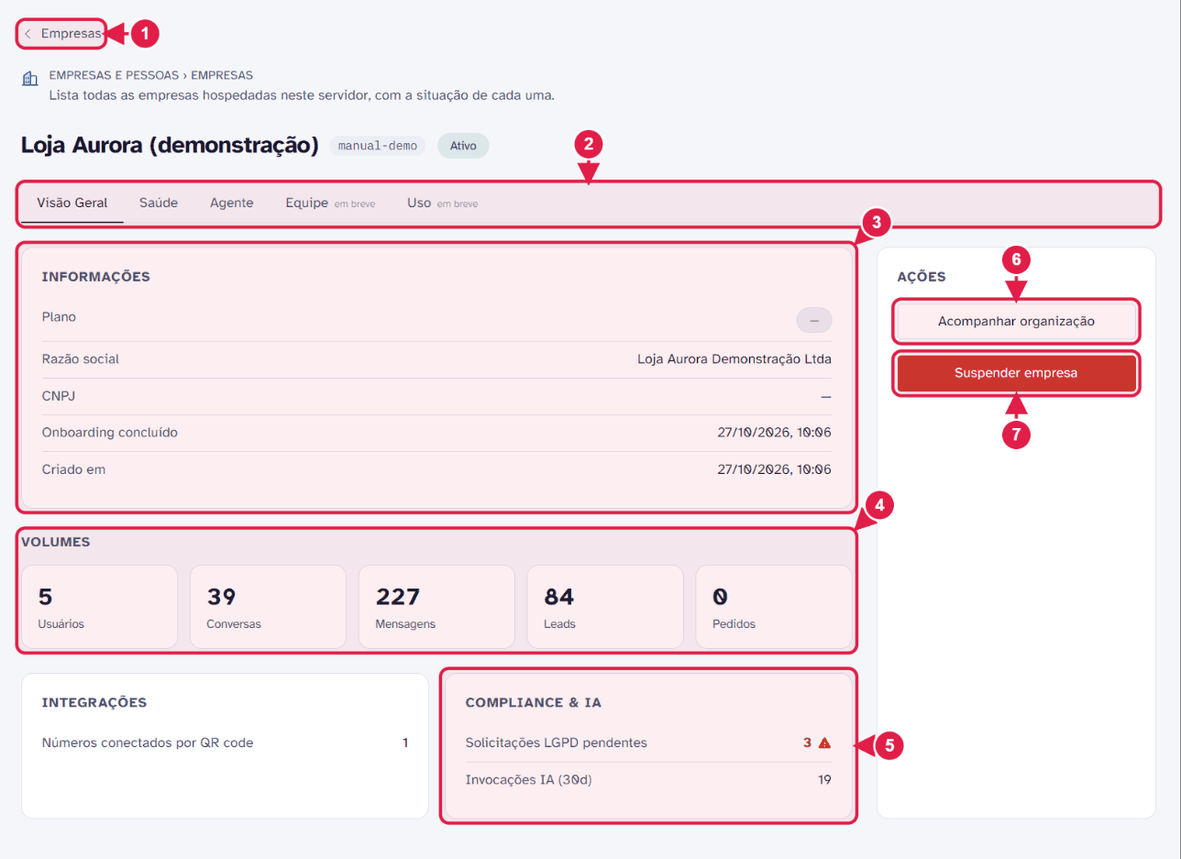 Empresas
1
EMPRESAS E PESSOAS › EMPRESAS
Lista todas as empresas hospedadas neste servidor, com a situação de cada uma.
Loja Aurora (demonstração) manual-demo Ativo
2
Visão Geral Saúde Agente Equipe em breve Uso em breve
3
INFORMAÇÕES
Plano —
Razão social Loja Aurora Demonstração Ltda
CNPJ —
Onboarding concluído 27/10/2026, 10:06
Criado em 27/10/2026, 10:06
AÇÕES
6
Acompanhar organização
Suspender empresa
7
4
VOLUMES
5 39 227 84 0
Usuários Conversas Mensagens Leads Pedidos
INTEGRAÇÕES
Números conectados por QR code 1
COMPLIANCE & IA
Solicitações LGPD pendentes 3
5
Invocações IA (30d) 19